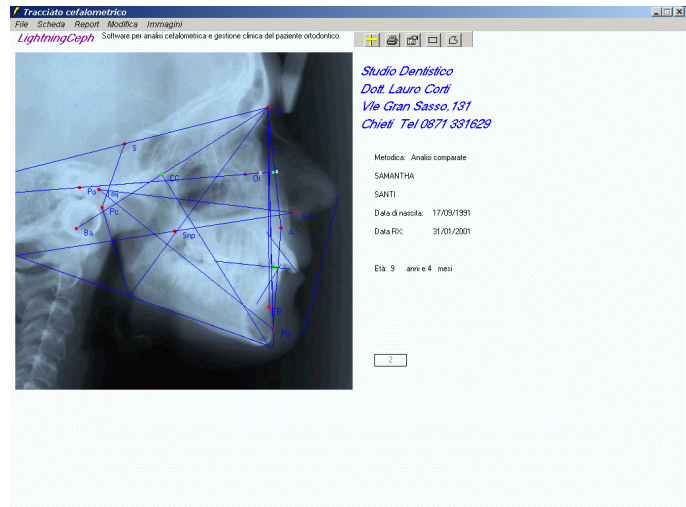 Tracciato cefalometrico
File Scheda Report Modifica Immagini
LightningCeph Software per analisi cefalometrica e gestione clinica del paziente ortodontico.
Studio Dentistico
Dott. Lauro Corti
Vle Gran Sasso,131
Chieti Tel 0871 331629
Metodica: Analisi comparate
SAMANTHA
SANTI
Data di nascita: 17/09/1991
Data RX: 31/01/2001
Età: 9 anni e 4 mesi
2
S
CC
Or
Po
Pc
Ba
Snp
A
B